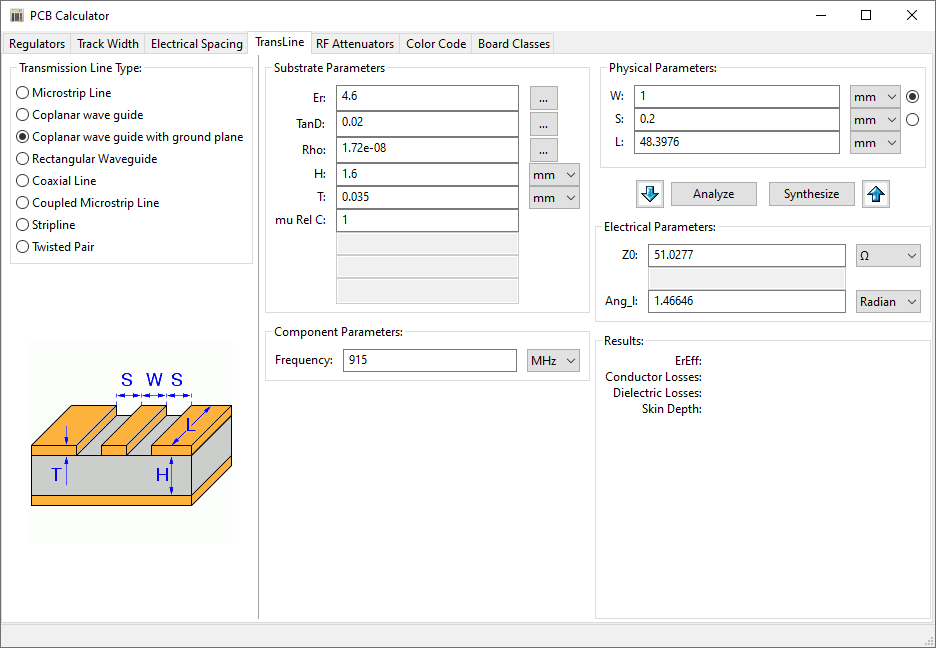 PCB Calculator
Regulators Track Width Electrical Spacing TransLine RF Attenuators Color Code Board Classes
Transmission Line Type:
Microstrip Line
Coplanar wave guide
Coplanar wave guide with ground plane
Rectangular Waveguide
Coaxial Line
Coupled Microstrip Line
Stripline
Twisted Pair
S W S
L
T H
Substrate Parameters
Er: 4.6 ...
TanD: 0.02 ...
Rho: 1.72e-08 ...
H: 1.6 mm
T: 0.035 mm
mu Rel C: 1
Component Parameters:
Frequency: 915 MHz
Physical Parameters:
W: 1 mm
S: 0.2 mm
L: 48.3976 mm
Analyze Synthesize
Electrical Parameters:
Z0: 51.0277 Ω
Ang_l: 1.46646 Radian
Results:
ErEff:
Conductor Losses:
Dielectric Losses:
Skin Depth: